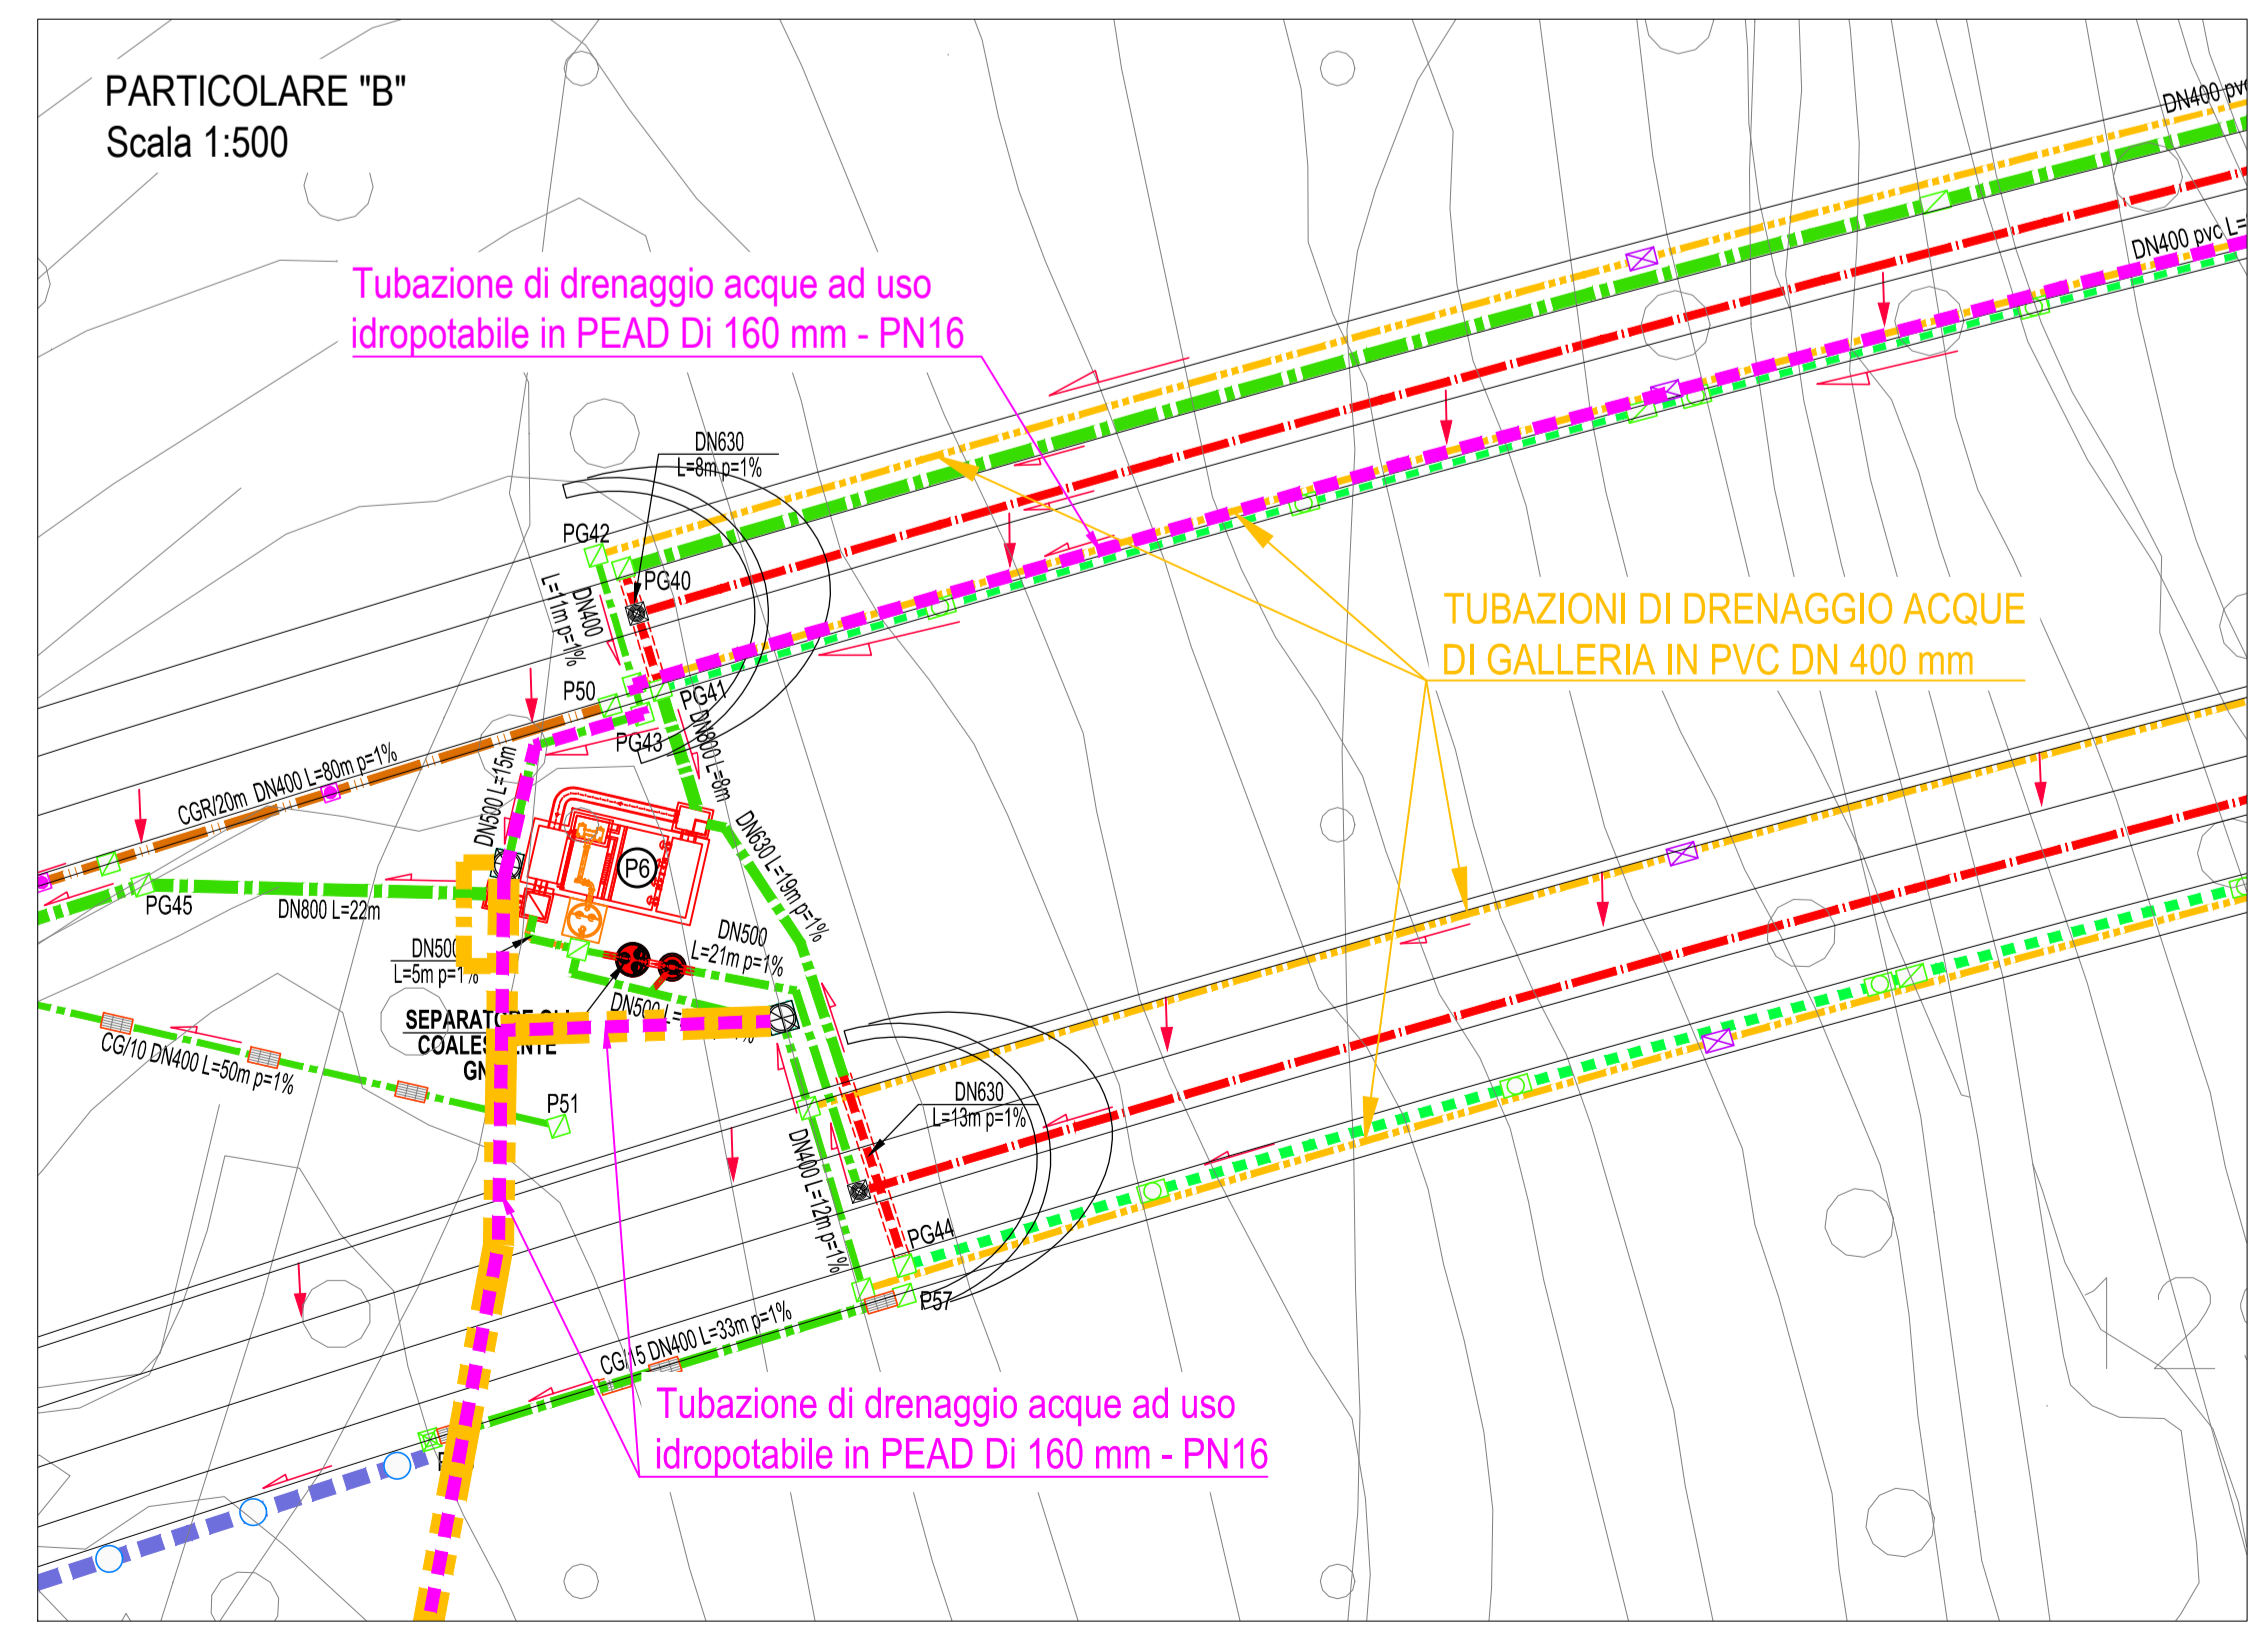 PARTICOLARE "B"
Scala 1:500
DN400 pvc
DN400 pvc L=
Tubazione di drenaggio acque ad uso
idropotabile in PEAD Di 160 mm - PN16
DN630
L=8m p=1%
PG42
PG40
DN400
L=11m p=1%
TUBAZIONI DI DRENAGGIO ACQUE
DI GALLERIA IN PVC DN 400 mm
P50
PG41
PG43
DN800 L=8m
CGR/20m DN400 L=80m p=1%
DN500 L=15m
DN630 L=19m p=1%
P6
PG45
DN800 L=22m
DN500
L=5m p=1%
DN500
L=21m p=1%
DN500 L=
SEPARATORE
COALESCENTE
CG/10 DN400 L=50m p=1%
P51
DN630
L=13m p=1%
DN400 L=12m p=1%
PG44
P57
CG/15 DN400 L=33m p=1%
12
Tubazione di drenaggio acque ad uso
idropotabile in PEAD Di 160 mm - PN16